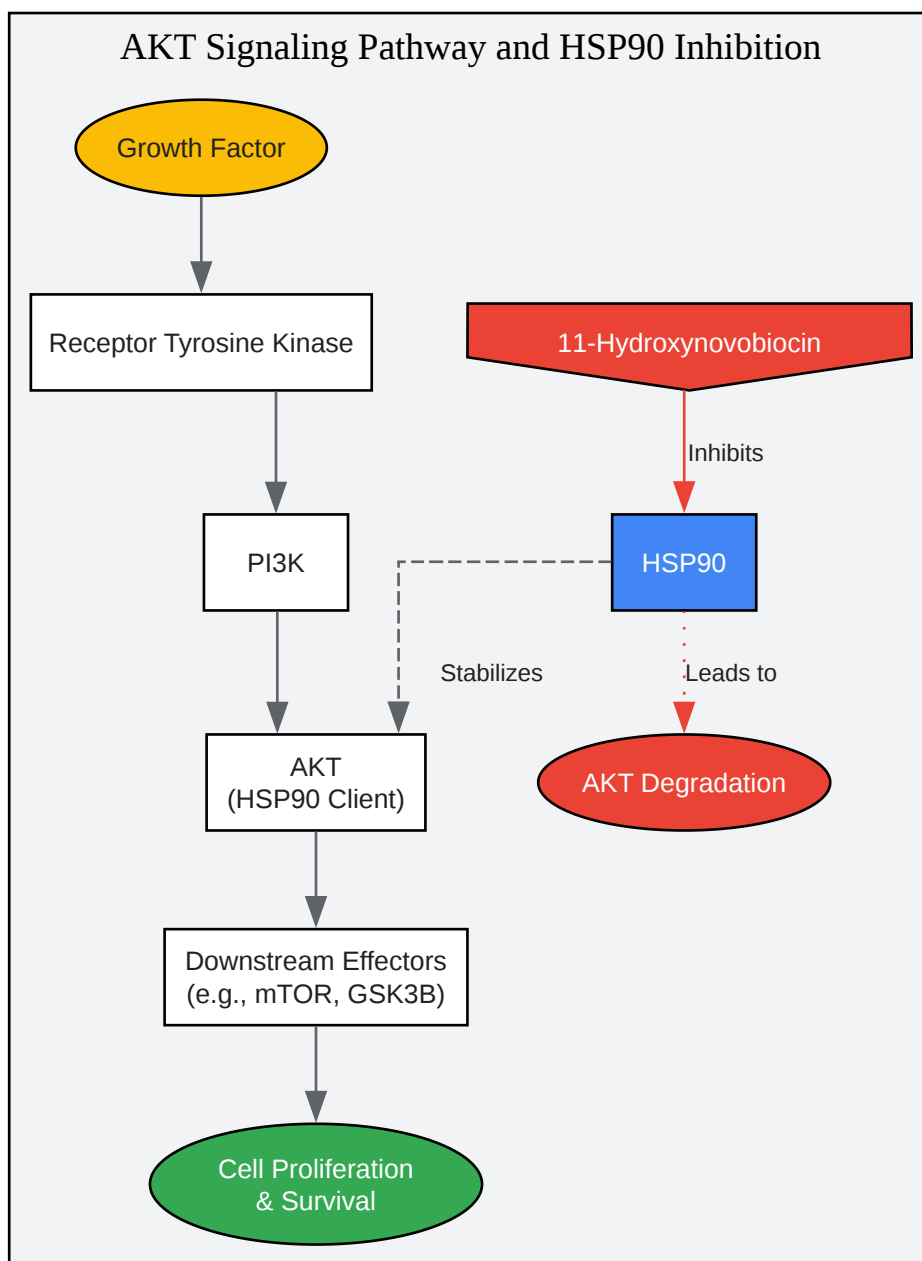 AKT Signaling Pathway and HSP90 Inhibition
Growth Factor
Receptor Tyrosine Kinase
11-Hydroxynovobiocin
Inhibits
PI3K
HSP90
Stabilizes
Leads to
AKT
(HSP90 Client)
AKT Degradation
Downstream Effectors
(e.g., mTOR, GSK3B)
Cell Proliferation
& Survival